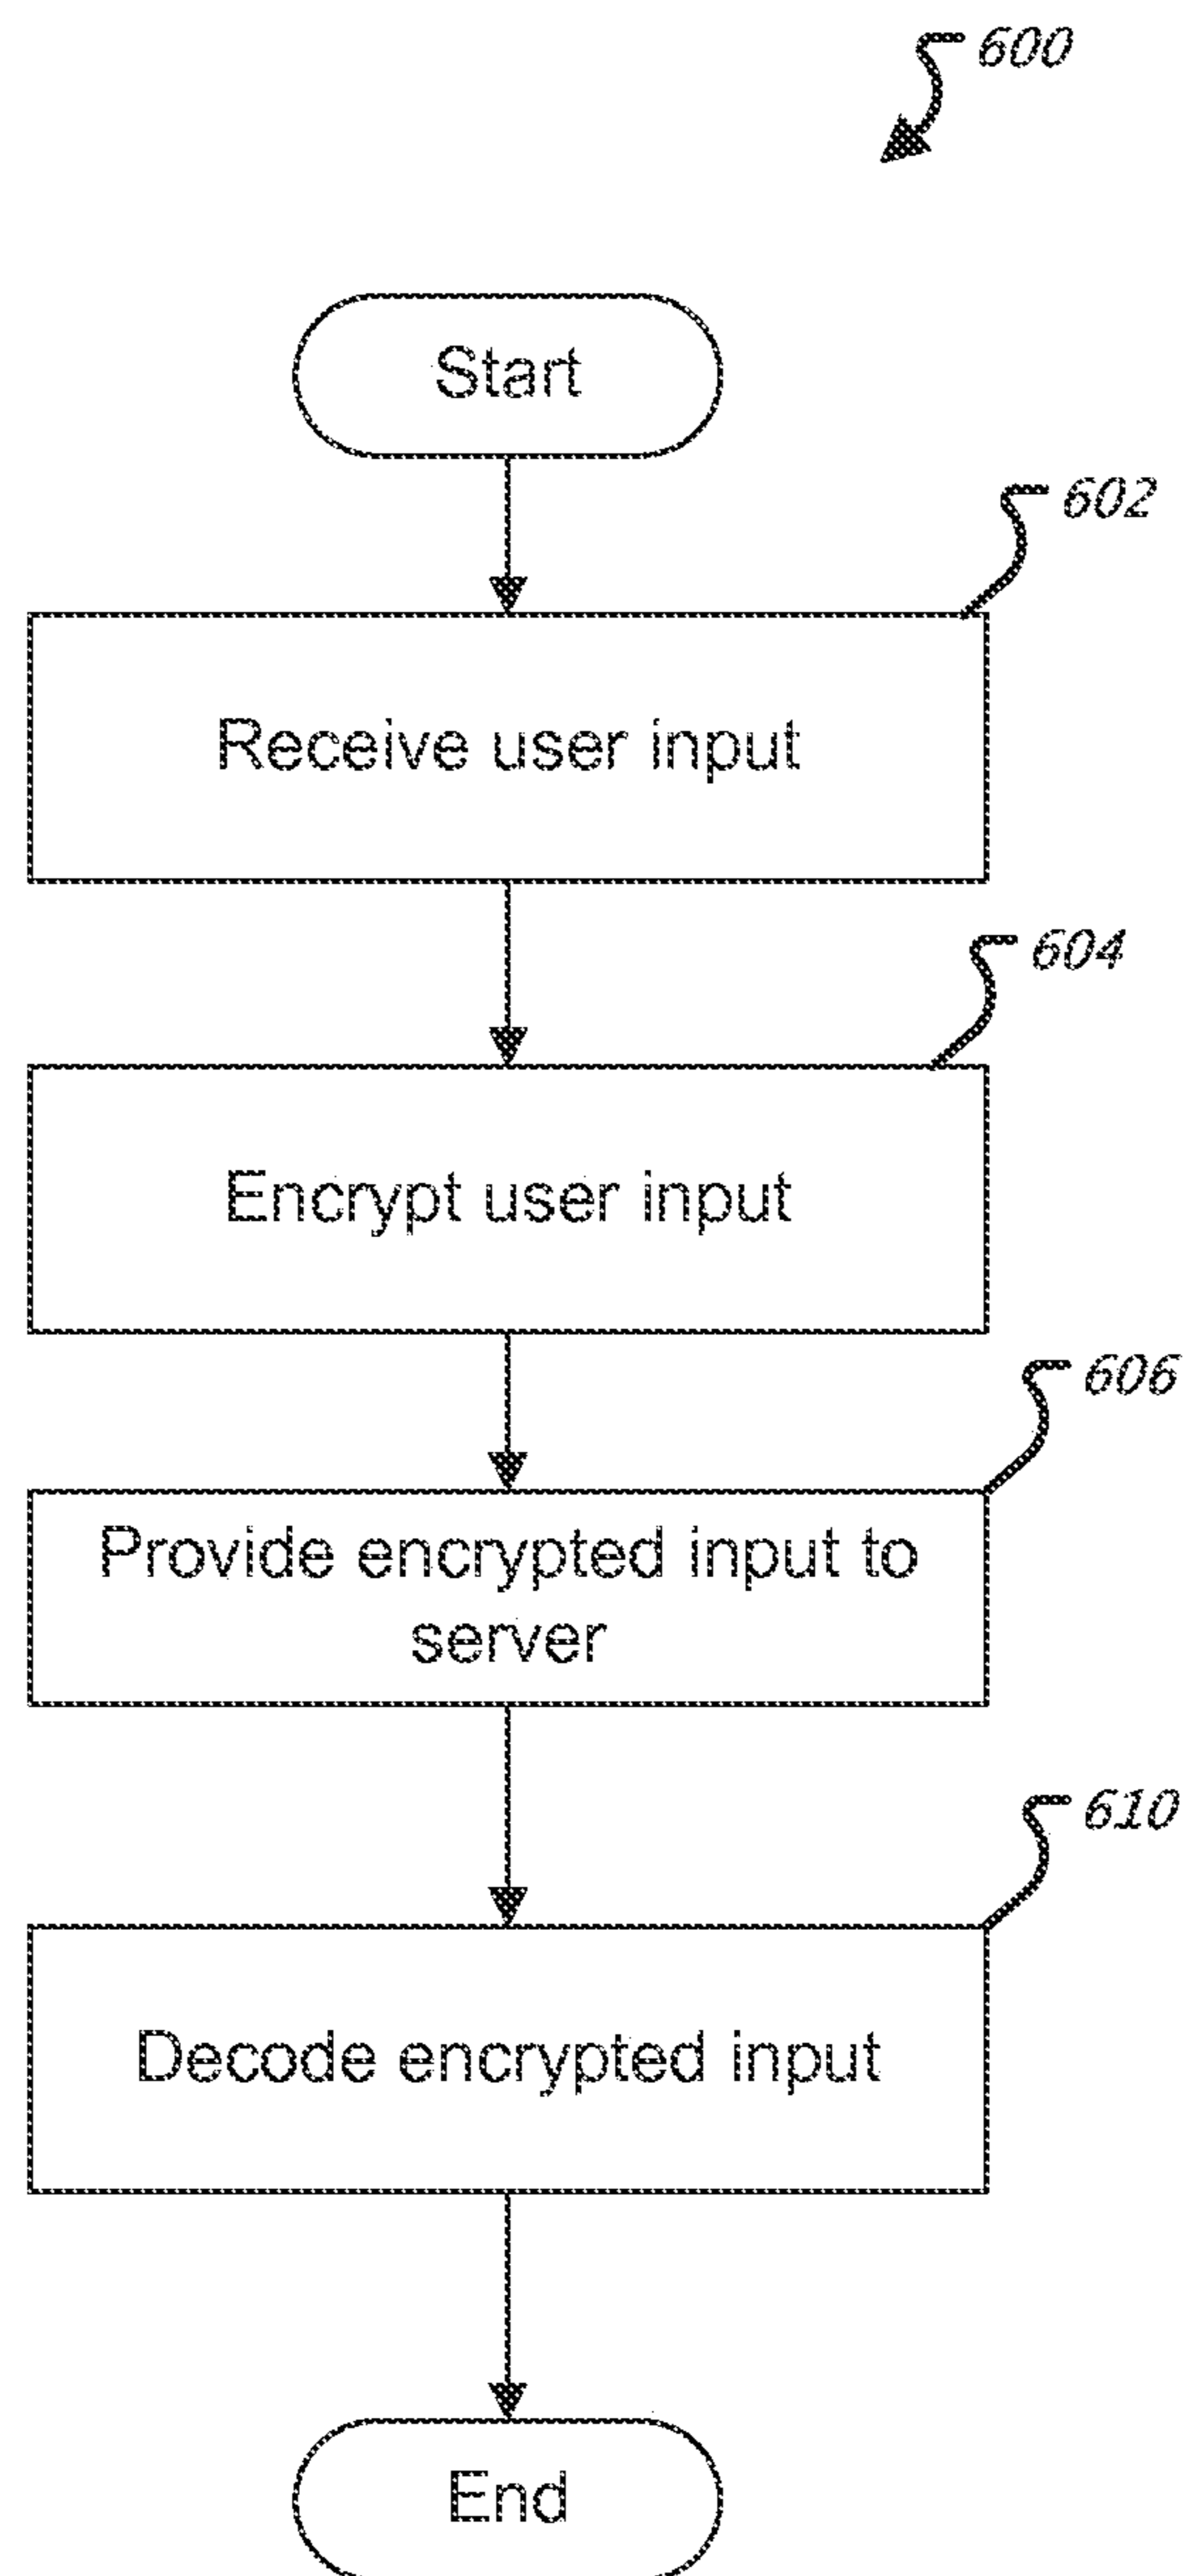 600
Start
602
Receive user input
604
Encrypt user input
606
Provide encrypted input to
server
610
Decode encrypted input
End